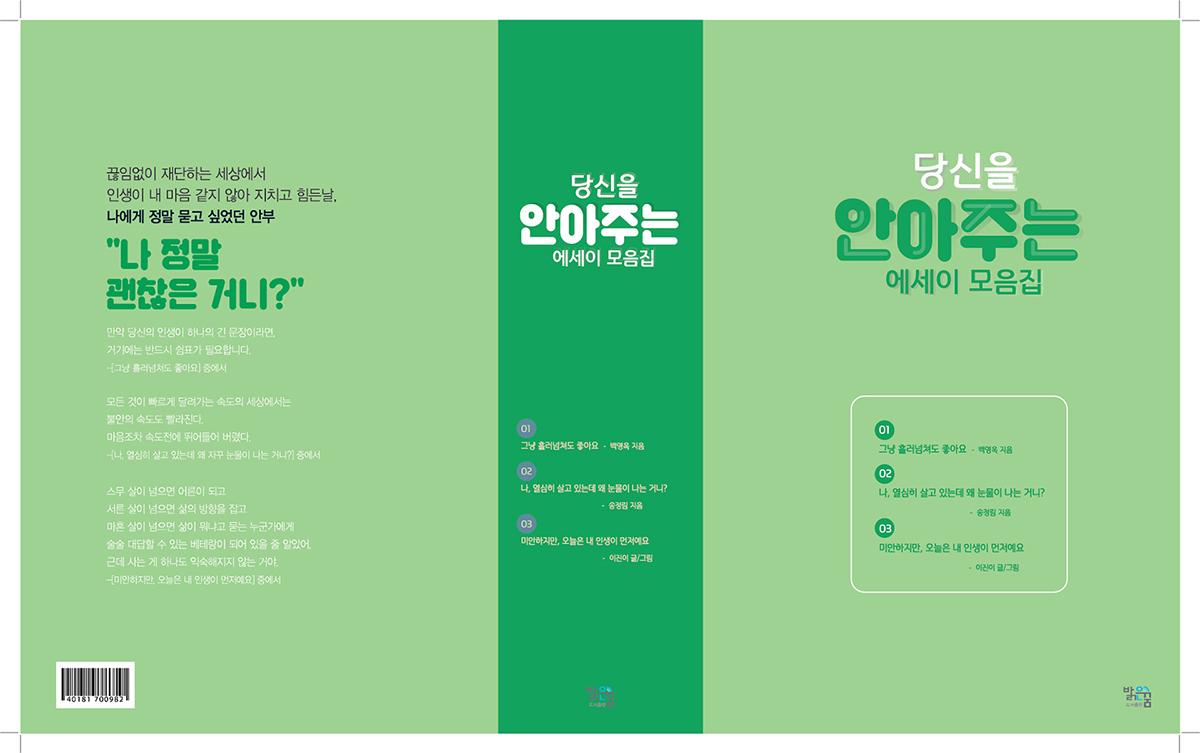 끊임없이 재단하는 세상에서
인생이 내 마음 같지 않아 지치고 힘든날,
나에게 정말 묻고 싶었던 안부
"나 정말
괜찮은 거니?"
만약 당신의 인생이 하나의 긴 문장이라면,
거기에는 반드시 쉼표가 필요합니다.
-[그냥 흘러넘쳐도 좋아요] 중에서
모든 것이 빠르게 달려가는 속도의 세상에서는
불안의 속도도 빨라진다.
마음조차 속도전에 뛰어들어 버렸다.
-[나, 열심히 살고 있는데 왜 자꾸 눈물이 나는 거니?] 중에서
스무 살이 넘으면 어른이 되고
서른 살이 넘으면 삶의 방향을 잡고
마흔 살이 넘으면 삶이 뭐냐고 묻는 누군가에게
술술 대답할 수 있는 베테랑이 되어 있을 줄 알았어.
근데 사는 게 하나도 익숙해지지 않는 거야.
-[미안하지만, 오늘은 내 인생이 먼저예요] 중에서
40181 700982
당신을
안아주는
에세이 모음집
01
그냥 흘러넘쳐도 좋아요 - 백영옥 지음
02
나, 열심히 살고 있는데 왜 눈물이 나는 거니?
- 송정림 지음
03
미안하지만, 오늘은 내 인생이 먼저예요
- 이진이 글/그림
밝은꿈
도서출판
당신을
안아주는
에세이 모음집
01
그냥 흘러넘쳐도 좋아요 - 백영옥 지음
02
나, 열심히 살고 있는데 왜 눈물이 나는 거니?
- 송정림 지음
03
미안하지만, 오늘은 내 인생이 먼저예요
- 이진이 글/그림
밝은꿈
도서출판